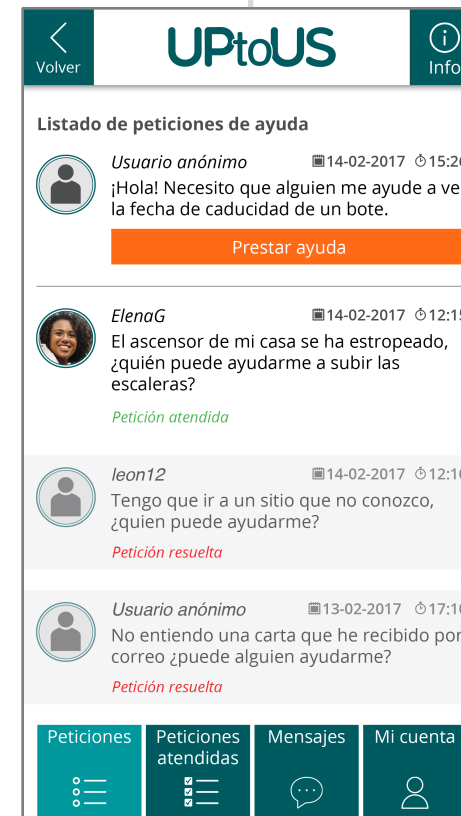 Volver
UPtoUS
Info
Listado de peticiones de ayuda
Usuario anónimo 14-02-2017
¡Hola! Necesito que alguien me ayude a
la fecha de caducidad de un bote.
Prestar ayuda
ElenaG 14-02-2017
El ascensor de mi casa se ha estropeado,
¿quién puede ayudarme a subir las
escaleras?
Petición atendida
leon12 14-02-2017
Tengo que ir a un sitio que no conozco,
¿quien puede ayudarme?
Petición resuelta
Usuario anónimo 13-02-2017
No entiendo una carta que he recibido por
correo ¿puede alguien ayudarme?
Petición resuelta
Peticiones
Peticiones
atendidas
Mensajes
Mi cuenta